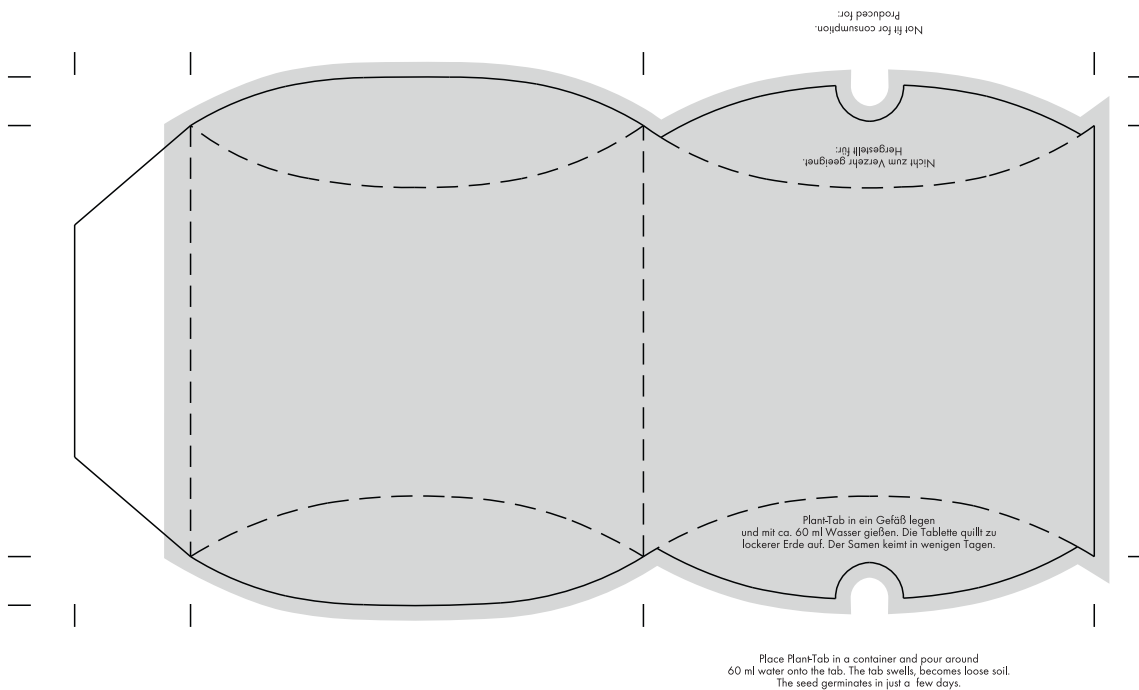 Not fit for consumption.
Produced for:
Nicht zum Verzehr geeignet.
Hergestellt für:
Plant-Tab in ein Gefäß legen
und mit ca. 60 ml Wasser gießen. Die Tablette quillt zu
lockerer Erde auf. Der Samen keimt in wenigen Tagen.
Place Plant-Tab in a container and pour around
60 ml water onto the tab. The tab swells, becomes loose soil.
The seed germinates in just a few days.